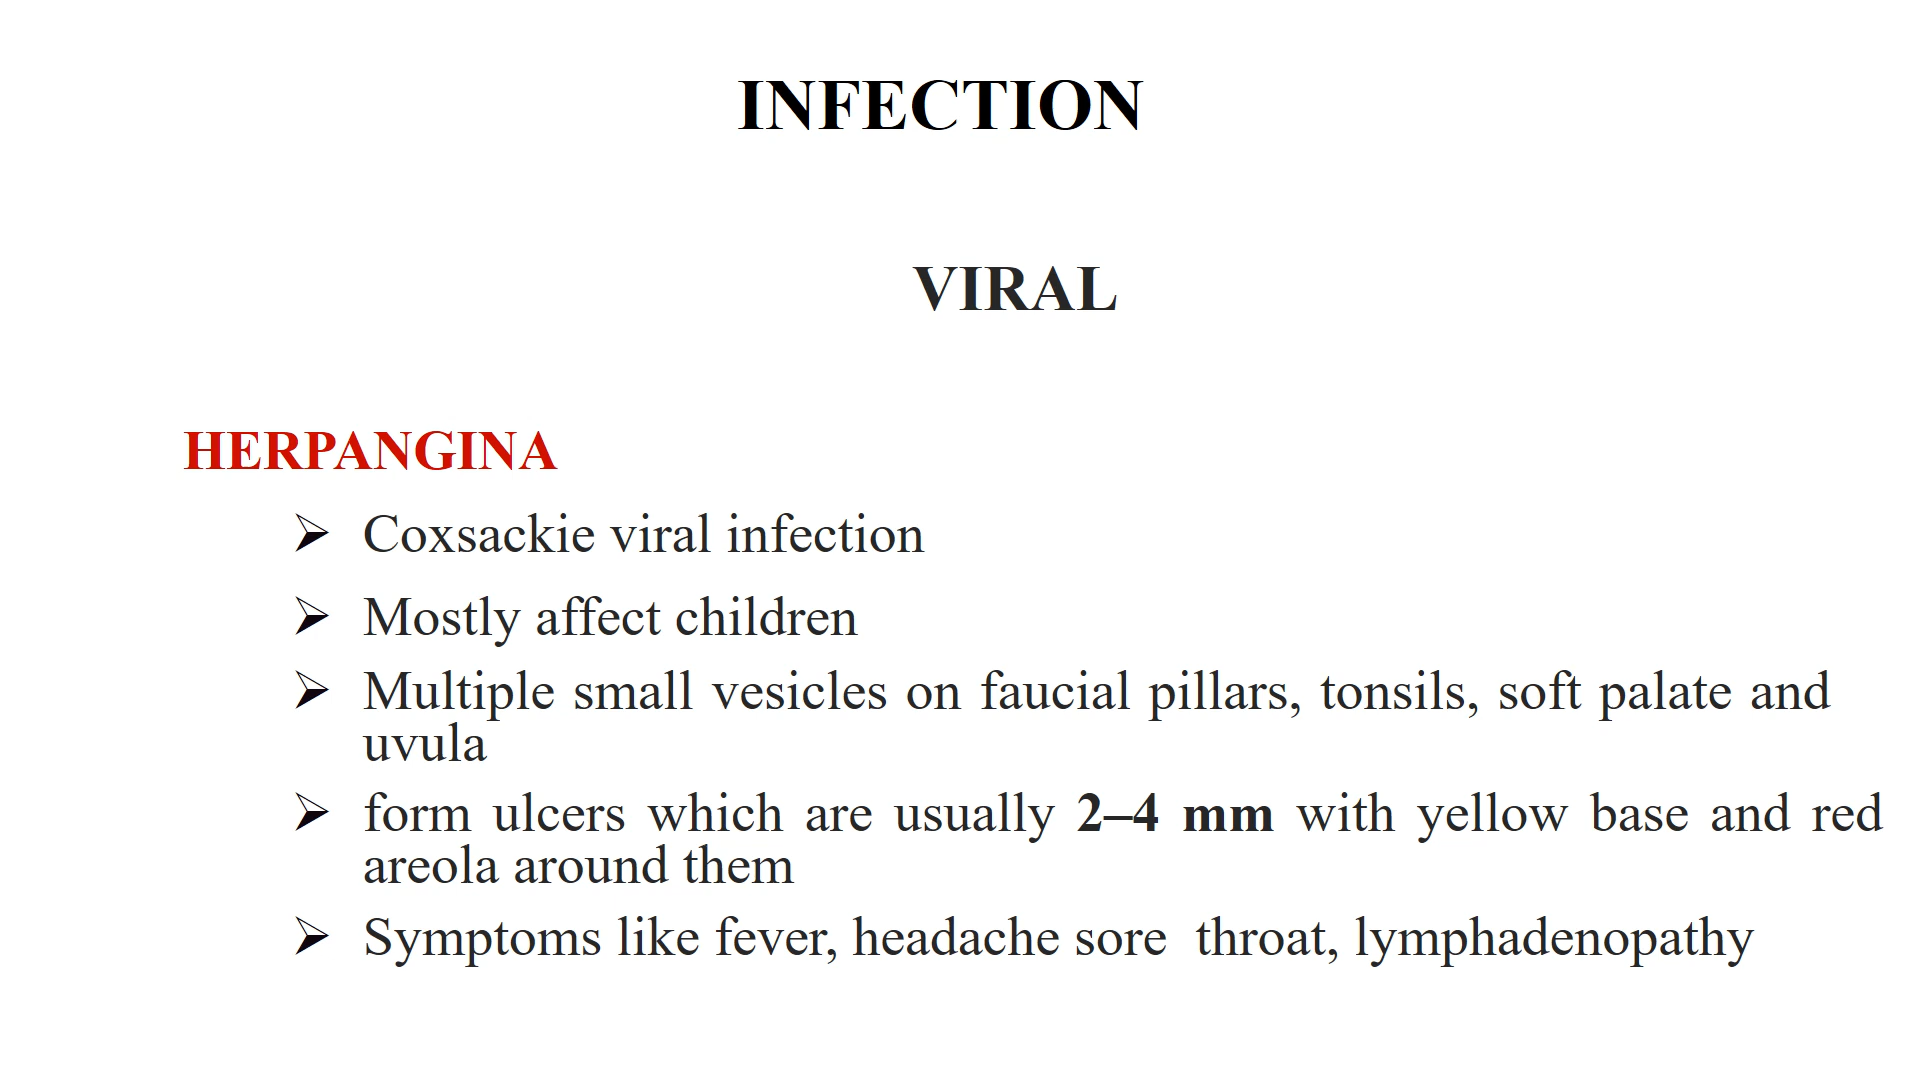 INFECTION
VIRAL
HERPANGINA
➢ Coxsackie viral infection
➢ Mostly affect children
➢ Multiple small vesicles on faucial pillars, tonsils, soft palate and
uvula
➢ form ulcers which are usually 2–4 mm with yellow base and red
areola around them
➢ Symptoms like fever, headache sore  throat, lymphadenopathy